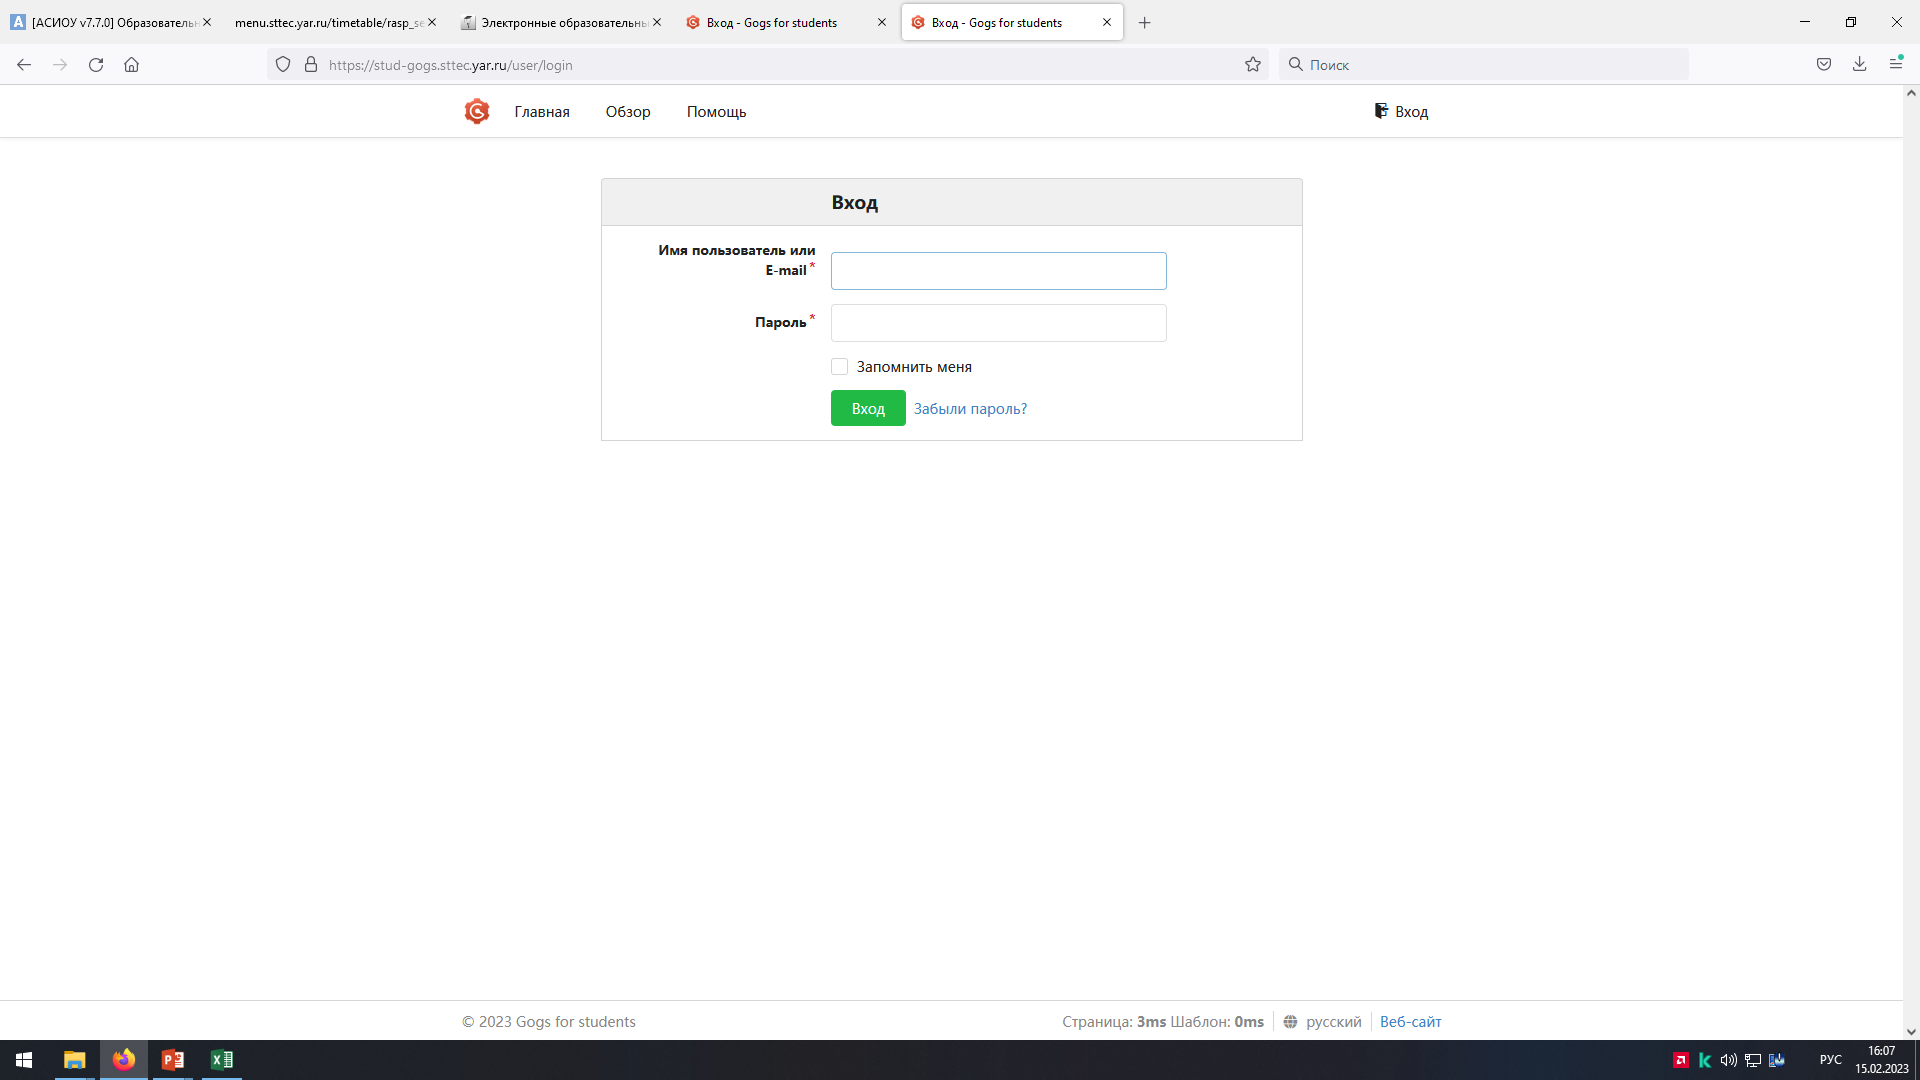 [АСИОУ v7.7.0] Образовательн
menu.sttec.yar.ru/timetable/rasp_se
Электронные образовательны
Вход - Gogs for students
Вход - Gogs for students
https://stud-gogs.sttec.yar.ru/user/login
Поиск
Главная
Обзор
Помощь
Вход
Вход
Имя пользователь или
E-mail *
Пароль *
Запомнить меня
Вход
Забыли пароль?
© 2023 Gogs for students
Страница: 3ms Шаблон: 0ms
русский
Веб-сайт
РУС
16:07
15.02.2023